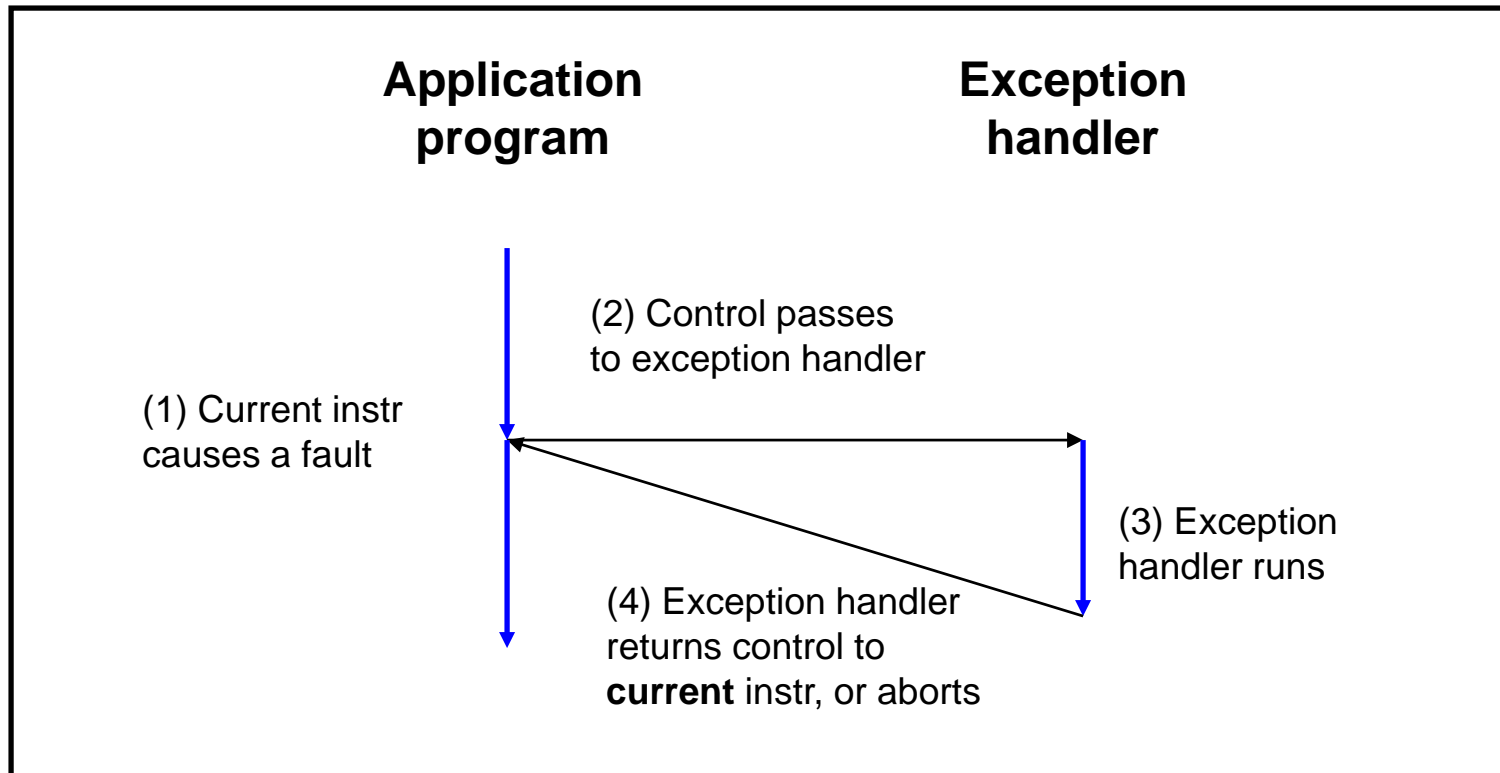 Application
program
Exception
handler
(2) Control passes
to exception handler
(1) Current instr
causes a fault
(3) Exception
handler runs
(4) Exception handler
returns control to
current instr, or aborts